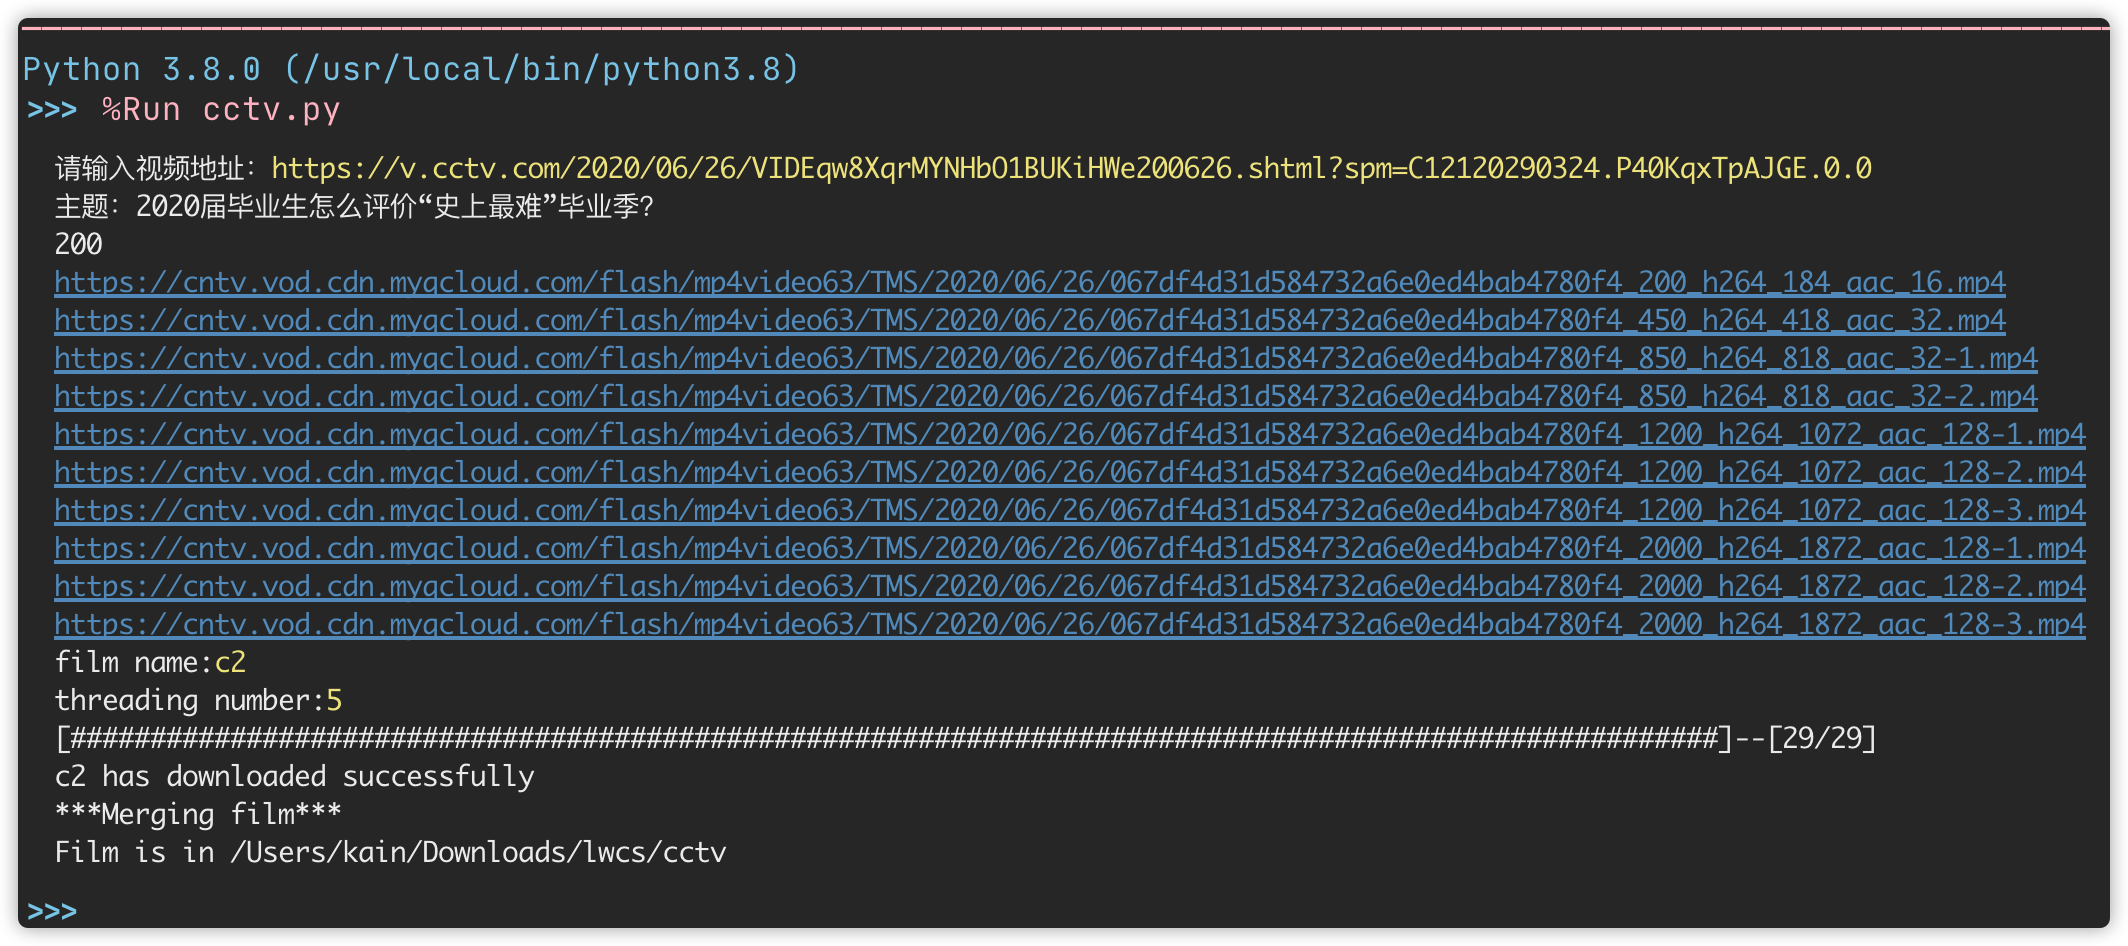 Python 3.8.0 (/usr/local/bin/python3.8)
>>> %Run cctv.py
请输入视频地址：https://v.cctv.com/2020/06/26/VIDEqw8XqrMYNHbO1BUKiHWe200626.shtml?spm=C12120290324.P40KqxTpAJGE.0.0
主题：2020届毕业生怎么评价“史上最难”毕业季？
200
https://cntv.vod.cdn.myqcloud.com/flash/mp4video63/TMS/2020/06/26/067df4d31d584732a6e0ed4bab4780f4_200_h264_184_aac_16.mp4
https://cntv.vod.cdn.myqcloud.com/flash/mp4video63/TMS/2020/06/26/067df4d31d584732a6e0ed4bab4780f4_450_h264_418_aac_32.mp4
https://cntv.vod.cdn.myqcloud.com/flash/mp4video63/TMS/2020/06/26/067df4d31d584732a6e0ed4bab4780f4_850_h264_818_aac_32-1.mp4
https://cntv.vod.cdn.myqcloud.com/flash/mp4video63/TMS/2020/06/26/067df4d31d584732a6e0ed4bab4780f4_850_h264_818_aac_32-2.mp4
https://cntv.vod.cdn.myqcloud.com/flash/mp4video63/TMS/2020/06/26/067df4d31d584732a6e0ed4bab4780f4_1200_h264_1072_aac_128-1.mp4
https://cntv.vod.cdn.myqcloud.com/flash/mp4video63/TMS/2020/06/26/067df4d31d584732a6e0ed4bab4780f4_1200_h264_1072_aac_128-2.mp4
https://cntv.vod.cdn.myqcloud.com/flash/mp4video63/TMS/2020/06/26/067df4d31d584732a6e0ed4bab4780f4_1200_h264_1072_aac_128-3.mp4
https://cntv.vod.cdn.myqcloud.com/flash/mp4video63/TMS/2020/06/26/067df4d31d584732a6e0ed4bab4780f4_2000_h264_1872_aac_128-1.mp4
https://cntv.vod.cdn.myqcloud.com/flash/mp4video63/TMS/2020/06/26/067df4d31d584732a6e0ed4bab4780f4_2000_h264_1872_aac_128-2.mp4
https://cntv.vod.cdn.myqcloud.com/flash/mp4video63/TMS/2020/06/26/067df4d31d584732a6e0ed4bab4780f4_2000_h264_1872_aac_128-3.mp4
film name:c2
threading number:5
[#######################################################################################################]--[29/29]
c2 has downloaded successfully
***Merging film***
Film is in /Users/kain/Downloads/lwcs/cctv
>>>